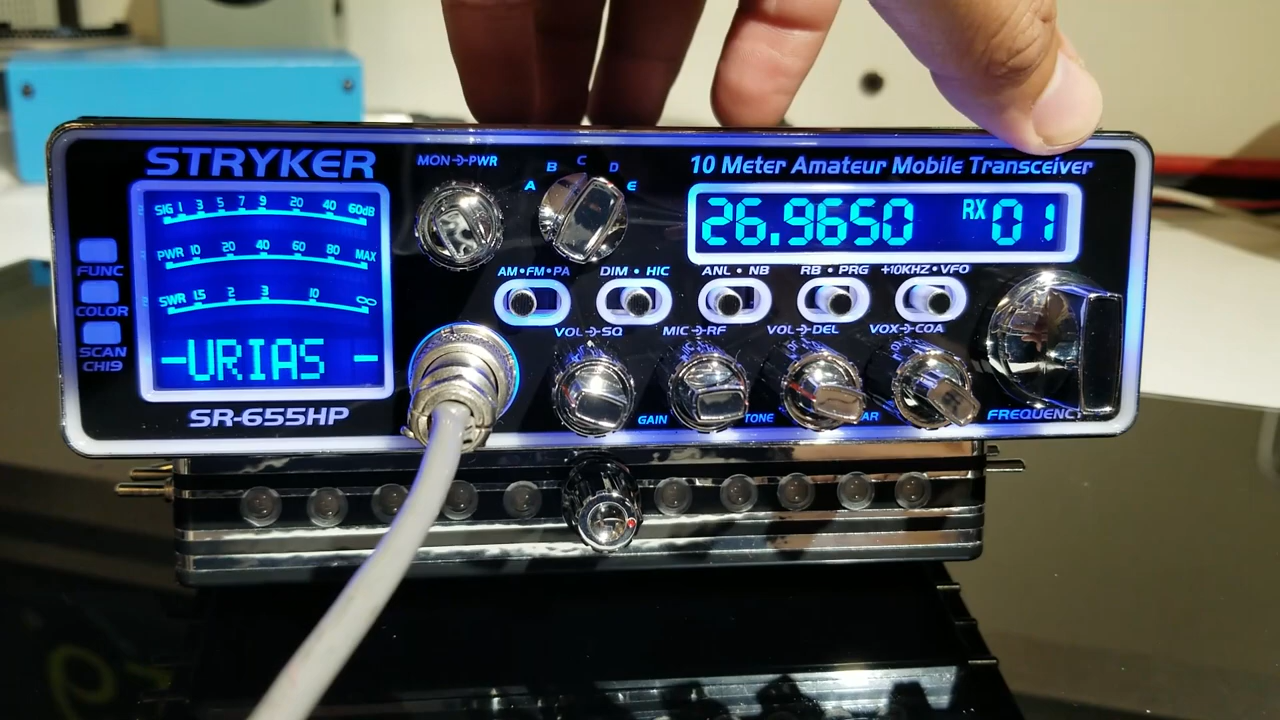 STRYKER
SIG 1 3 5 7 9 20 40 60dB
PWR 10 20 40 60 80 MAX
SWR 1.5 2 3 10 ∞
-URIAS -
SR-655HP
FUNC
COLOR
SCAN
CH19
MON→PWR
A B C D E
10 Meter Amateur Mobile Transceiver
26.9650 RX 01
AM•FM•PA DIM • HIC ANL • NB RB • PRG +10KHZ•VFO
VOL→SQ MIC→RF VOL→DEL VOX→COA
GAIN TONE FREQUENCY